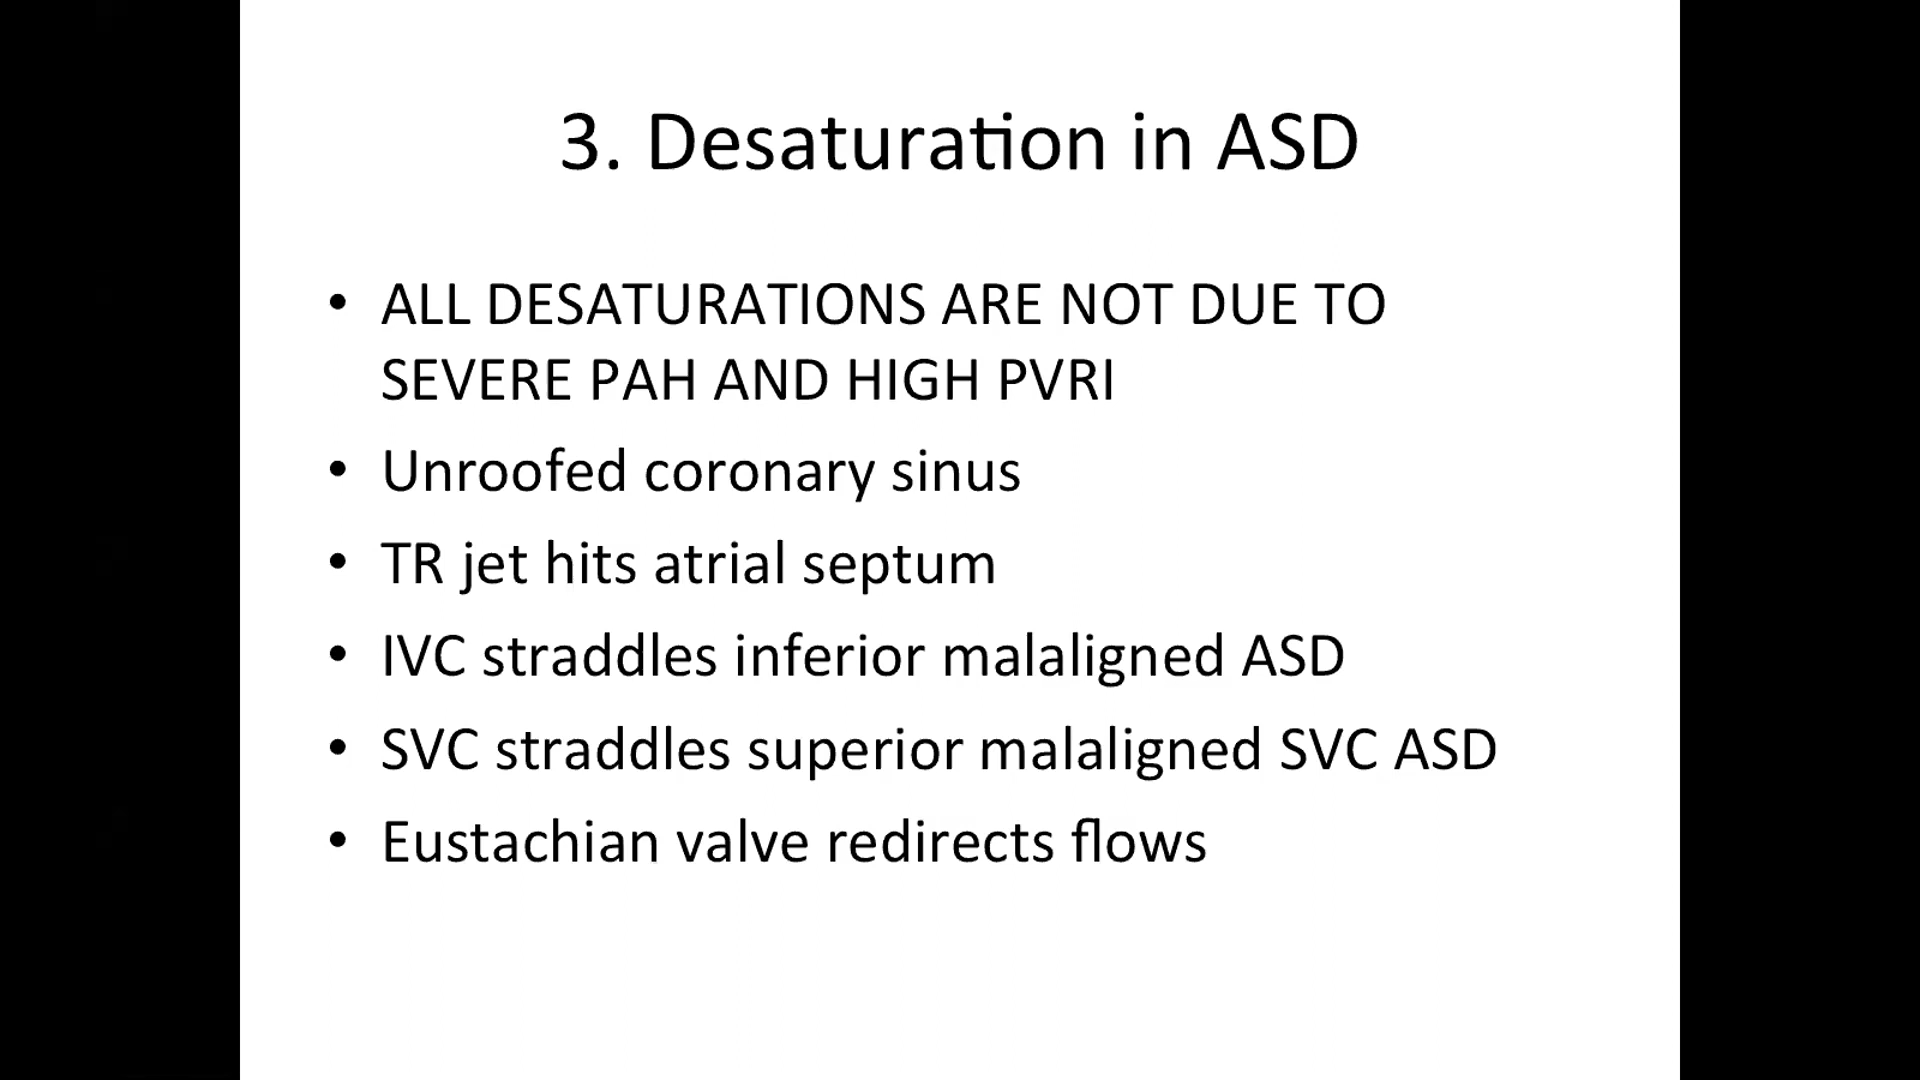 3. Desaturation in ASD
• ALL DESATURATIONS ARE NOT DUE TO
SEVERE PAH AND HIGH PVRI
• Unroofed coronary sinus
• TR jet hits atrial septum
• IVC straddles inferior malaligned ASD
• SVC straddles superior malaligned SVC ASD
• Eustachian valve redirects flows